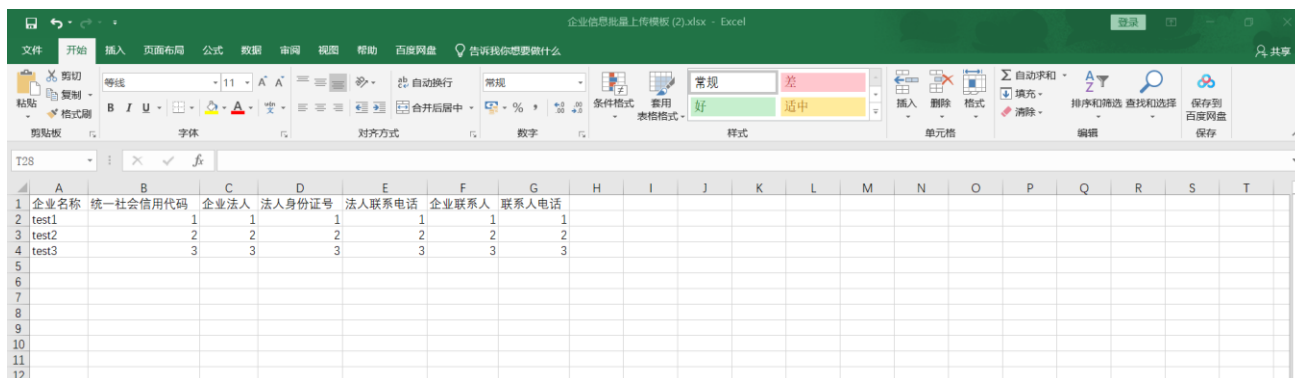 企业信息批量上传模板 (2).xlsx - Excel
登录
文件 开始 插入 页面布局 公式 数据 审阅 视图 帮助 百度网盘 告诉我你想要做什么 共享
粘贴 剪切 复制 格式刷
等线 11
B I U A
自动换行
合并后居中
常规
%
条件格式 套用表格格式
常规 差
好 适中
插入 删除 格式
自动求和
填充
清除
排序和筛选 查找和选择
保存到百度网盘
剪贴板 字体 对齐方式 数字 样式 单元格 编辑 保存
T28 fx
A B C D E F G H I J K L M N O P Q R S T
1 企业名称 统一社会信用代码 企业法人 法人身份证号 法人联系电话 企业联系人 联系人电话
2 test1 1 1 1 1 1 1
3 test2 2 2 2 2 2 2
4 test3 3 3 3 3 3 3
5
6
7
8
9
10
11
12